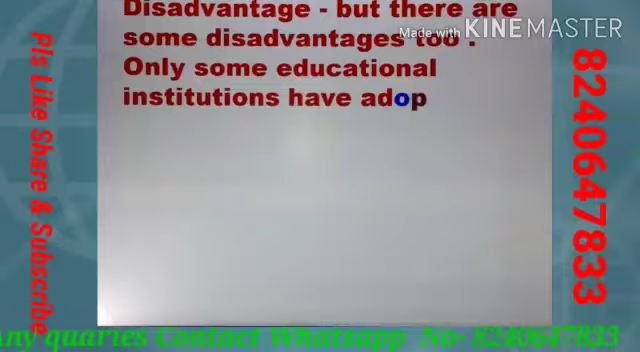 Disadvantage - but there are
some disadvantages too .
Only some educational
institutions have adop
Made with KINEMASTER
Pls Like Share & Subscribe
8240647833
Any quaries Contact Whatsapp No- 8240647833